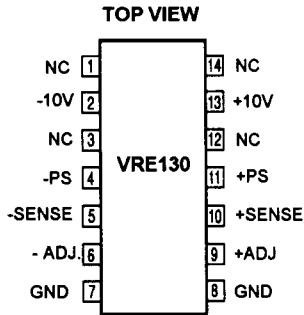 TOP VIEW
NC 1 14 NC
-10V 2 13 +10V
NC 3 12 NC
VRE130
-PS 4 11 +PS
-SENSE 5 10 +SENSE
- ADJ. 6 9 +ADJ
GND 7 8 GND